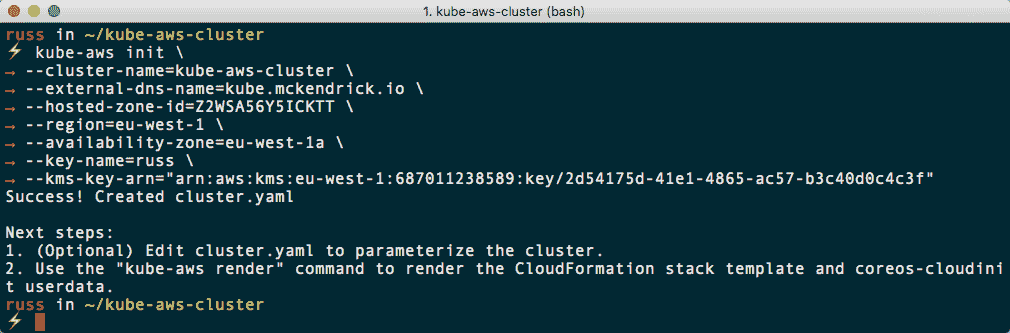 1. kube-aws-cluster (bash)
russ in ~/kube-aws-cluster
⚡ kube-aws init \
→ --cluster-name=kube-aws-cluster \
→ --external-dns-name=kube.mckendrick.io \
→ --hosted-zone-id=Z2WSA56Y5ICKTT \
→ --region=eu-west-1 \
→ --availability-zone=eu-west-1a \
→ --key-name=russ \
→ --kms-key-arn="arn:aws:kms:eu-west-1:687011238589:key/2d54175d-41e1-4865-ac57-b3c40d0c4c3f"
Success! Created cluster.yaml
Next steps:
1. (Optional) Edit cluster.yaml to parameterize the cluster.
2. Use the "kube-aws render" command to render the CloudFormation stack template and coreos-cloudini
t userdata.
russ in ~/kube-aws-cluster
⚡